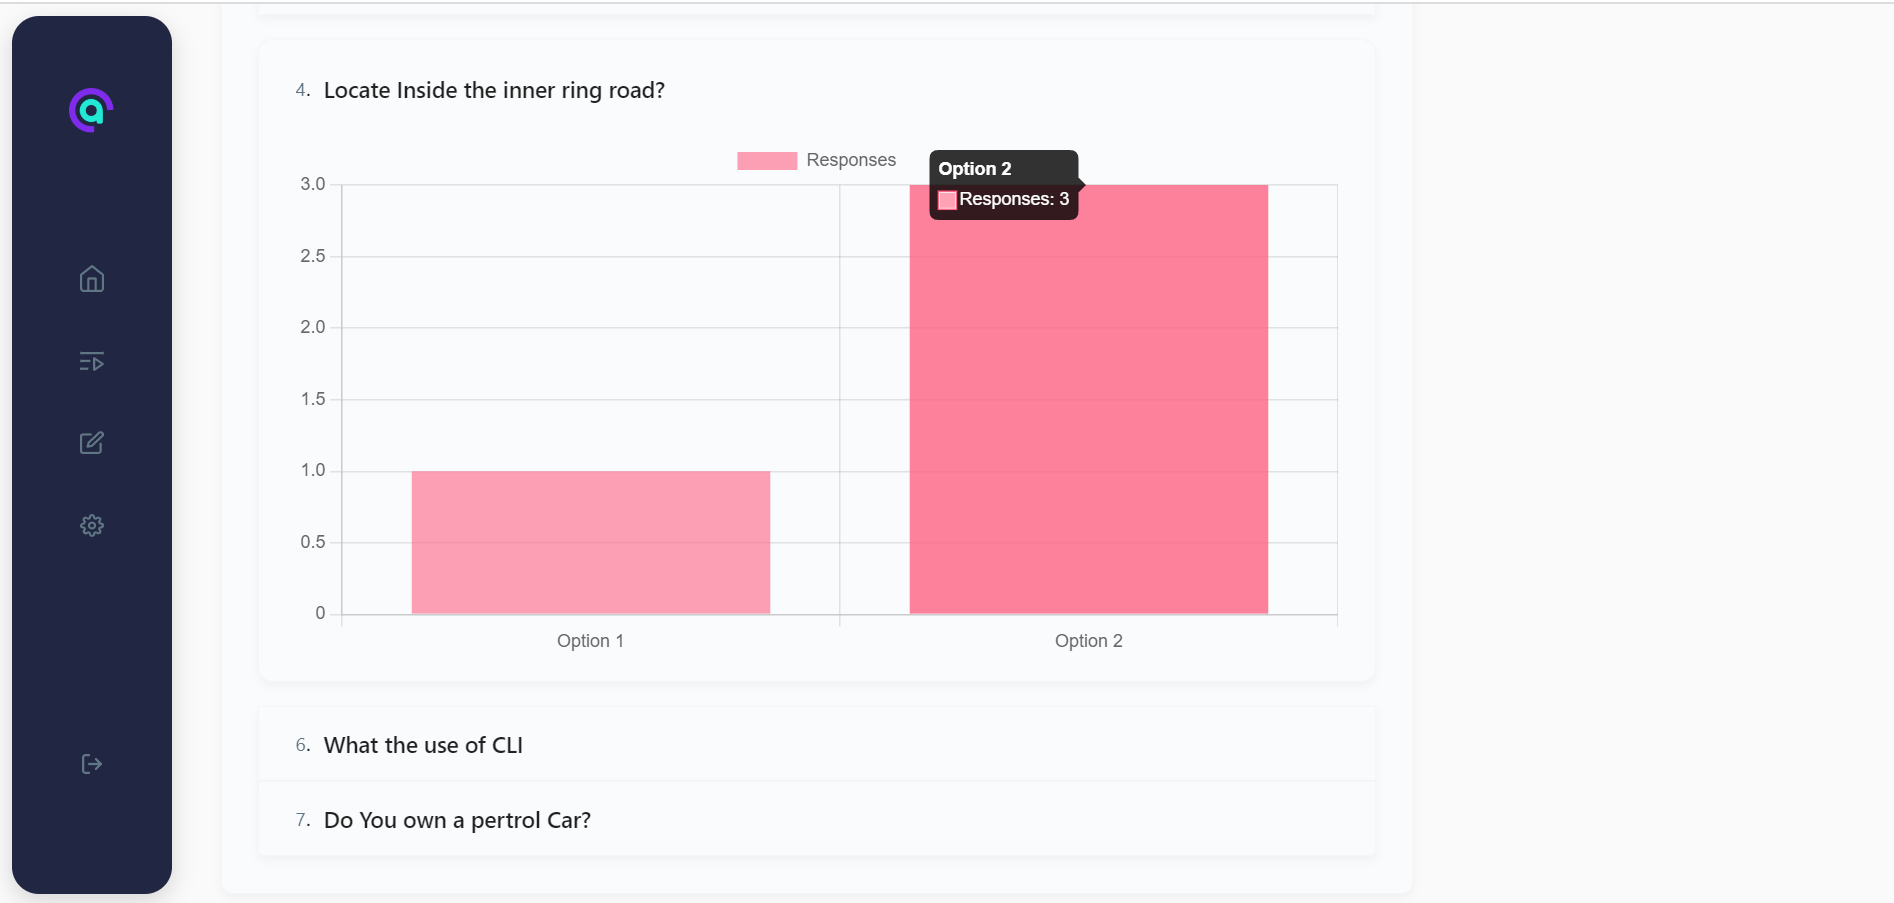 4. Locate Inside the inner ring road?
Responses
Option 2
Responses: 3
3.0
2.5
2.0
1.5
1.0
0.5
0
Option 1
Option 2
6. What the use of CLI
7. Do You own a pertrol Car?